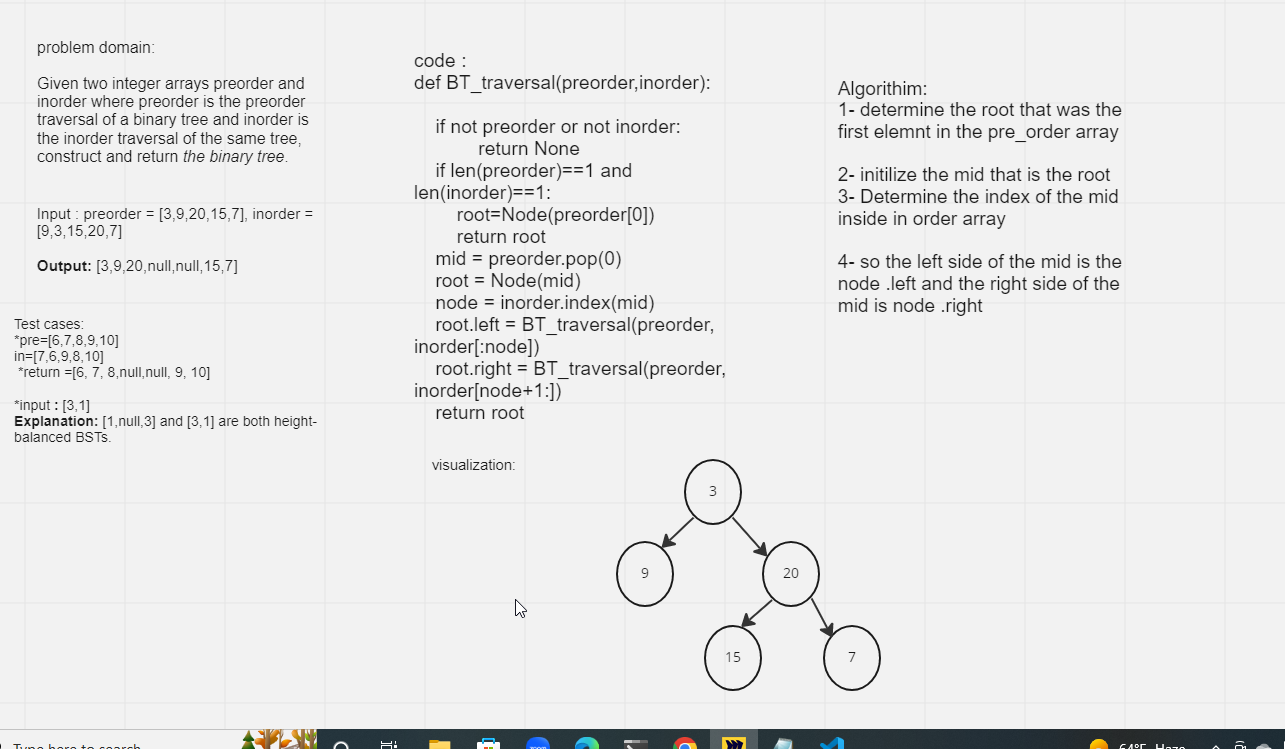 problem domain:
Given two integer arrays preorder and
inorder where preorder is the preorder
traversal of a binary tree and inorder is
the inorder traversal of the same tree,
construct and return the binary tree.
Input : preorder = [3,9,20,15,7], inorder =
[9,3,15,20,7]
Output: [3,9,20,null,null,15,7]
Test cases:
*pre=[6,7,8,9,10]
in=[7,6,9,8,10]
*return =[6, 7, 8,null,null, 9, 10]
*input : [3,1]
Explanation: [1,null,3] and [3,1] are both height-
balanced BSTs.
code :
def BT_traversal(preorder,inorder):
if not preorder or not inorder:
return None
if len(preorder)==1 and
len(inorder)==1:
root=Node(preorder[0])
return root
mid = preorder.pop(0)
root = Node(mid)
node = inorder.index(mid)
root.left = BT_traversal(preorder,
inorder[:node])
root.right = BT_traversal(preorder,
inorder[node+1:])
return root
Algorithim:
1- determine the root that was the
first elemnt in the pre_order array
2- initilize the mid that is the root
3- Determine the index of the mid
inside in order array
4- so the left side of the mid is the
node .left and the right side of the
mid is node .right
visualization:
3
9
20
15
7
Type here to search
zoom
64°F Haze